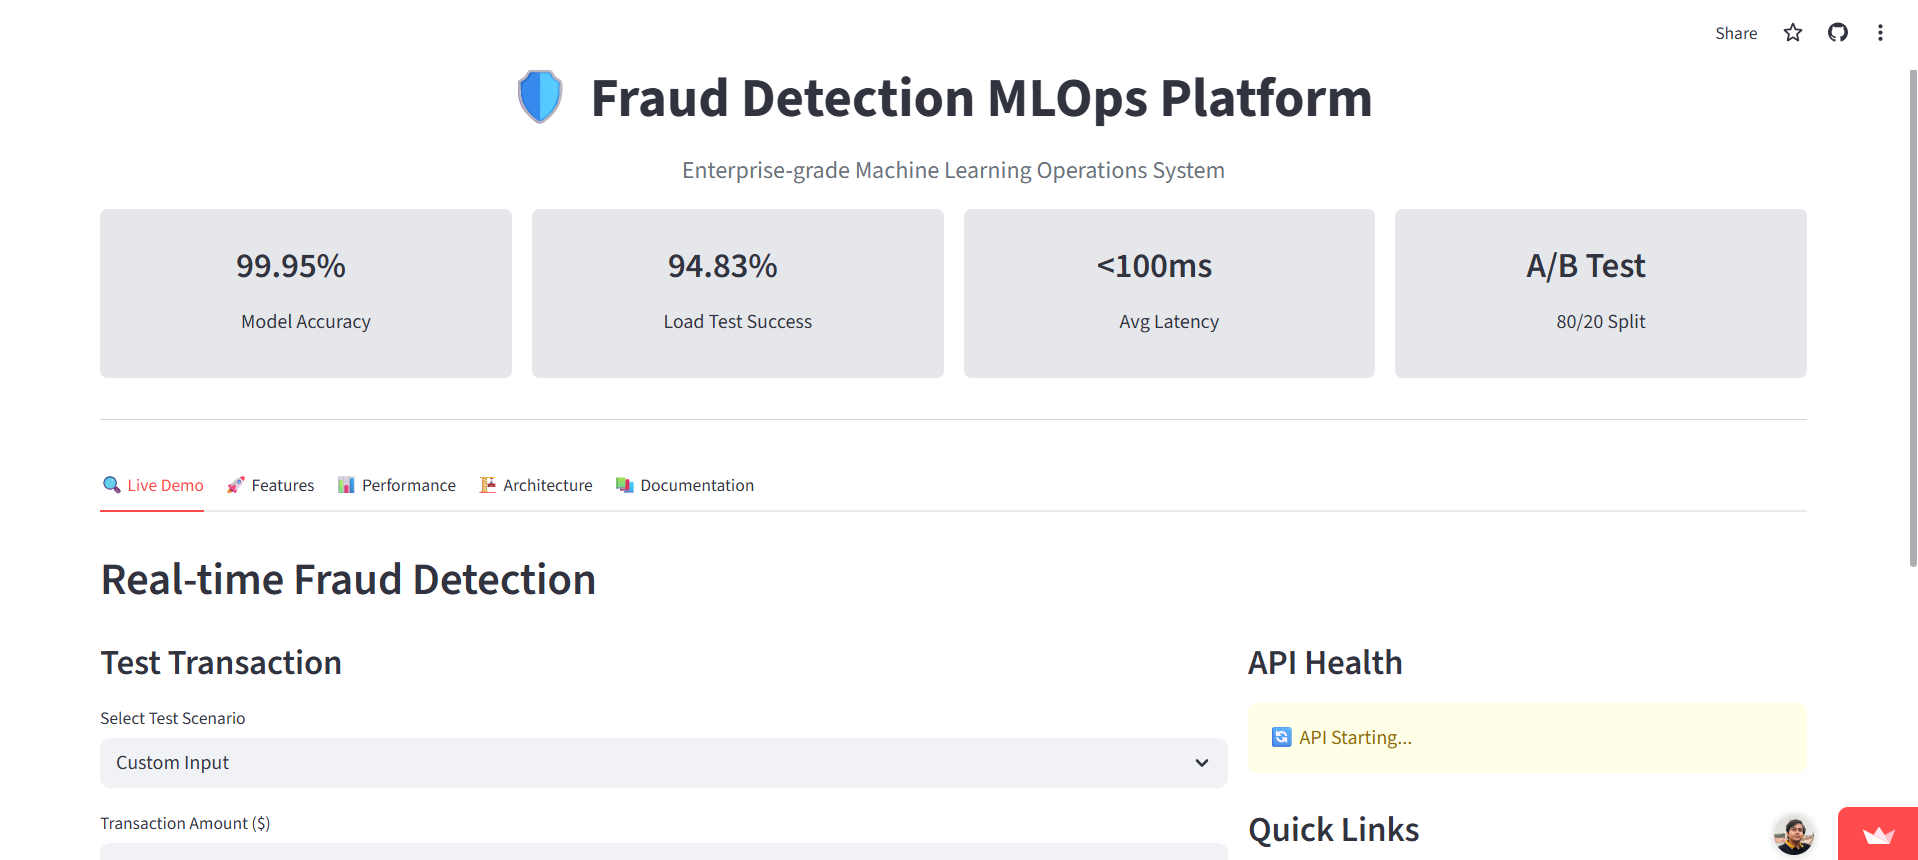 Share
Fraud Detection MLOps Platform
Enterprise-grade Machine Learning Operations System
99.95%
Model Accuracy
94.83%
Load Test Success
<100ms
Avg Latency
A/B Test
80/20 Split
Live Demo
Features
Performance
Architecture
Documentation
Real-time Fraud Detection
Test Transaction
Select Test Scenario
Custom Input
Transaction Amount ($)
API Health
API Starting...
Quick Links